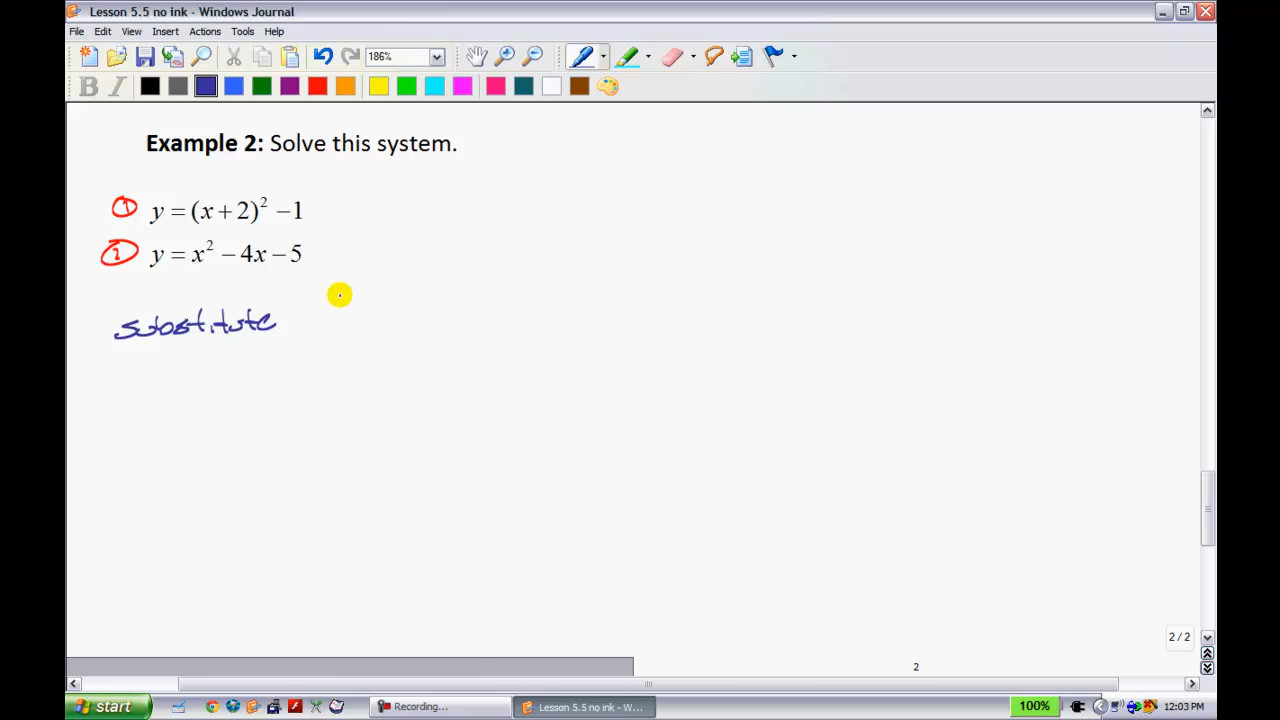 Lesson 5.5 no ink - Windows Journal
File Edit View Insert Actions Tools Help
186%
B I
Example 2: Solve this system.
① y = (x + 2)² − 1
② y = x² − 4x − 5
substitute
2 / 2
2
start Recording... Lesson 5.5 no ink - W... 100% 12:03 PM